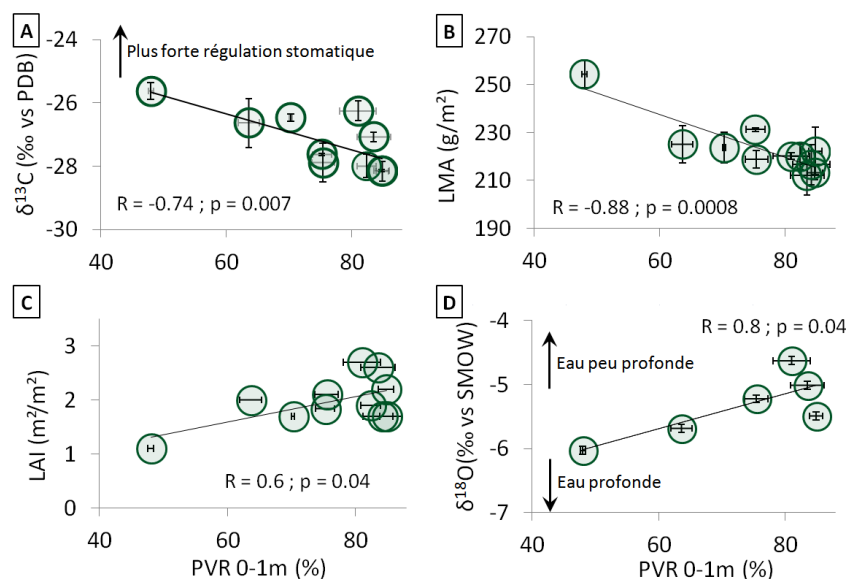 A
-24
-26
-28
-30
δ¹³C (‰ vs PDB)
Plus forte régulation stomatique
R = -0.74 ; p = 0.007
40
60
80
B
270
250
230
210
190
LMA (g/m²)
R = -0.88 ; p = 0.0008
40
60
80
C
3
2
1
0
LAI (m²/m²)
R = 0.6 ; p = 0.04
40
60
80
PVR 0-1m (%)
D
-4
-5
-6
-7
δ¹⁸O(‰ vs SMOW)
R = 0.8 ; p = 0.04
Eau peu profonde
Eau profonde
40
60
80
PVR 0-1m (%)